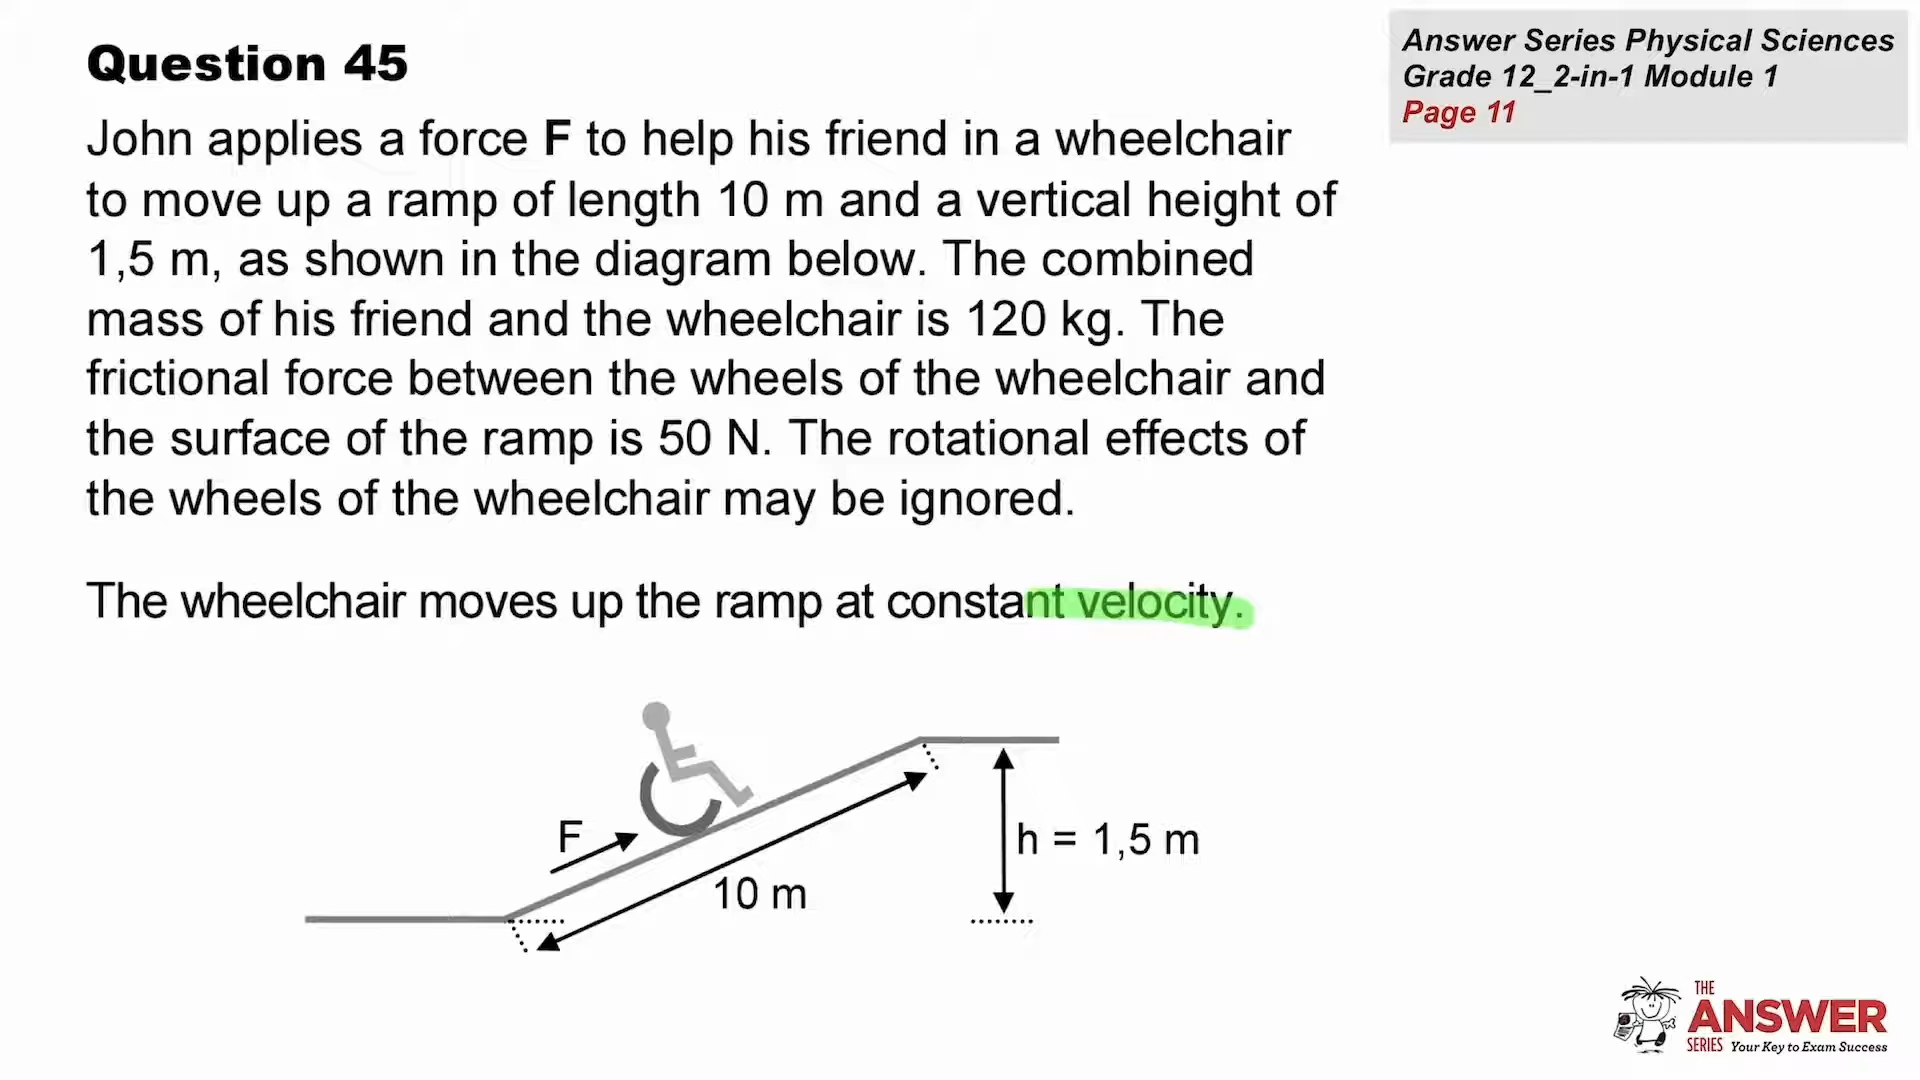 Question 45
Answer Series Physical Sciences
Grade 12_2-in-1 Module 1
Page 11
John applies a force F to help his friend in a wheelchair
to move up a ramp of length 10 m and a vertical height of
1,5 m, as shown in the diagram below. The combined
mass of his friend and the wheelchair is 120 kg. The
frictional force between the wheels of the wheelchair and
the surface of the ramp is 50 N. The rotational effects of
the wheels of the wheelchair may be ignored.
The wheelchair moves up the ramp at constant velocity.
F
10 m
h = 1,5 m
THE
ANSWER
SERIES Your Key to Exam Success